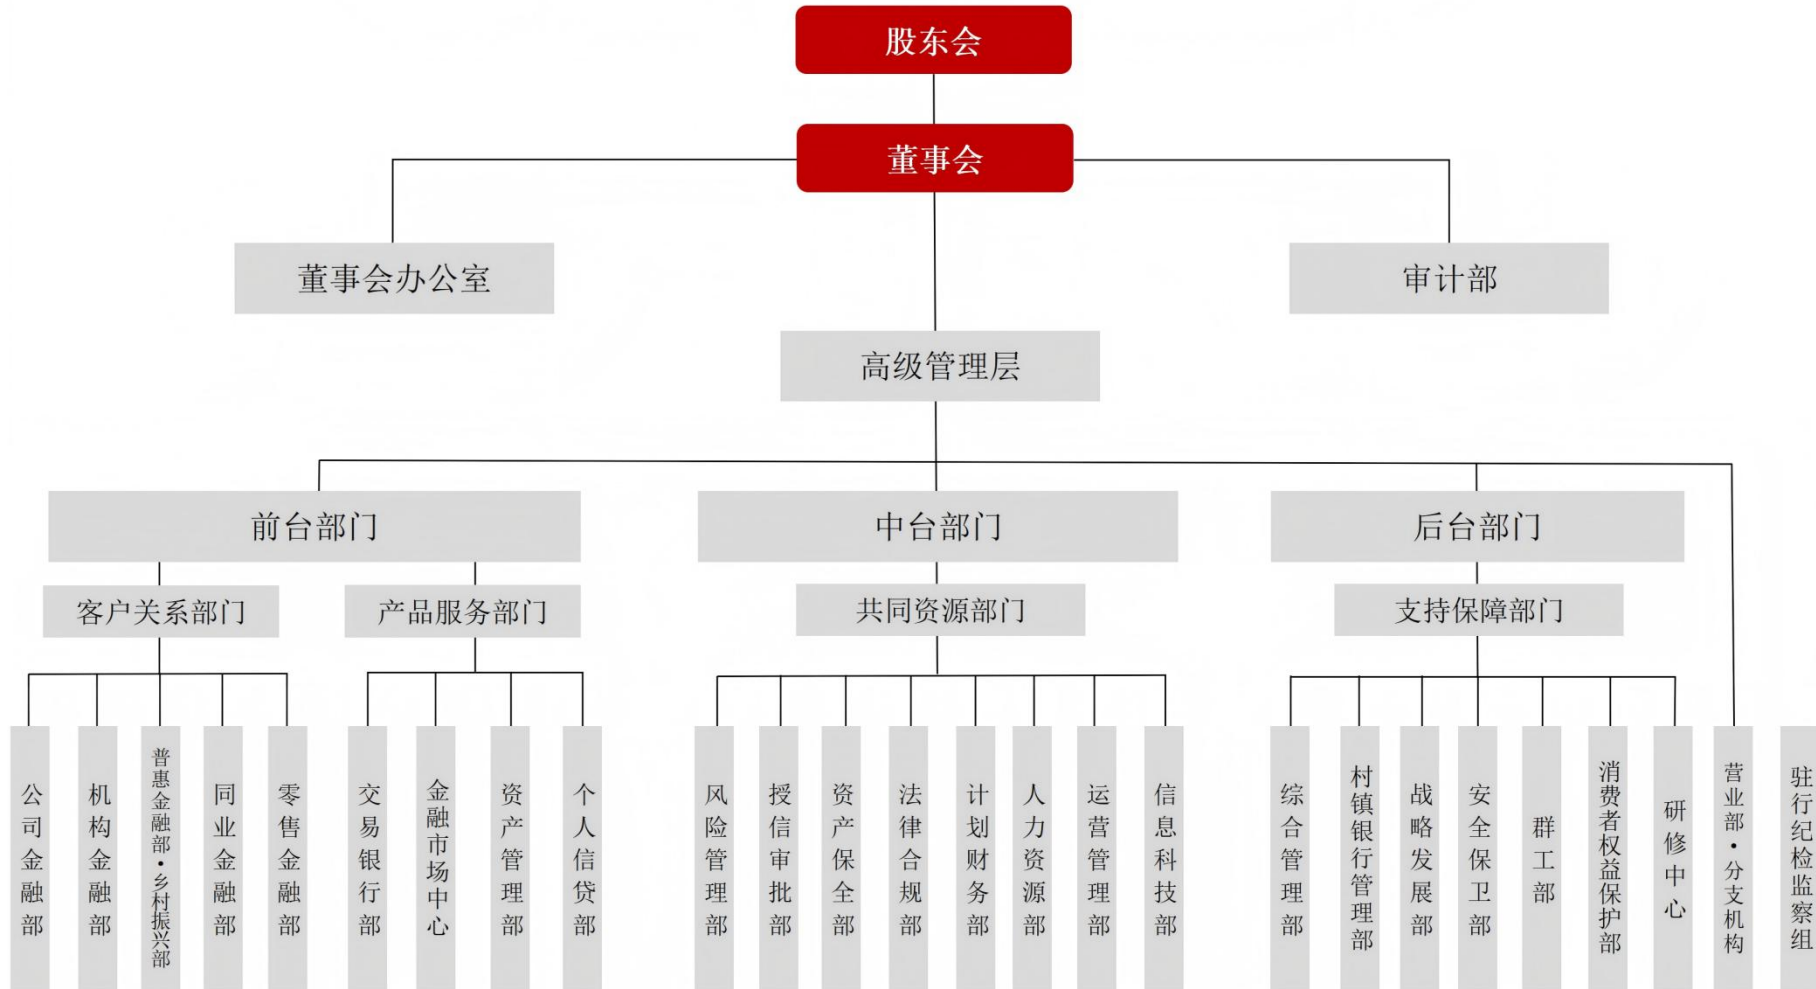 股东会
董事会
董事会办公室
审计部
高级管理层
前台部门
中台部门
后台部门
客户关系部门
产品服务部门
共同资源部门
支持保障部门
公司金融部
机构金融部
普惠金融部·乡村振兴部
同业金融部
零售金融部
交易银行部
金融市场中心
资产管理部
个人信贷部
风险管理部
授信审批部
资产保全部
法律合规部
计划财务部
人力资源部
运营管理部
信息科技部
综合管理部
村镇银行管理部
战略发展部
安全保卫部
群工部
消费者权益保护部
研修中心
营业部·分支机构
驻行纪检监察组